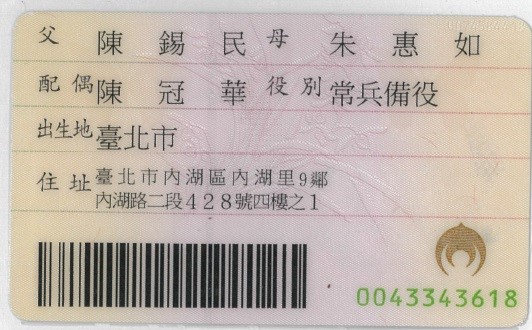 父 陳錫民 母 朱惠如
配偶 陳冠華 役別 常兵備役
出生地 臺北市
住址 臺北市內湖區內湖里9鄰
內湖路二段428號四樓之1
0043343618